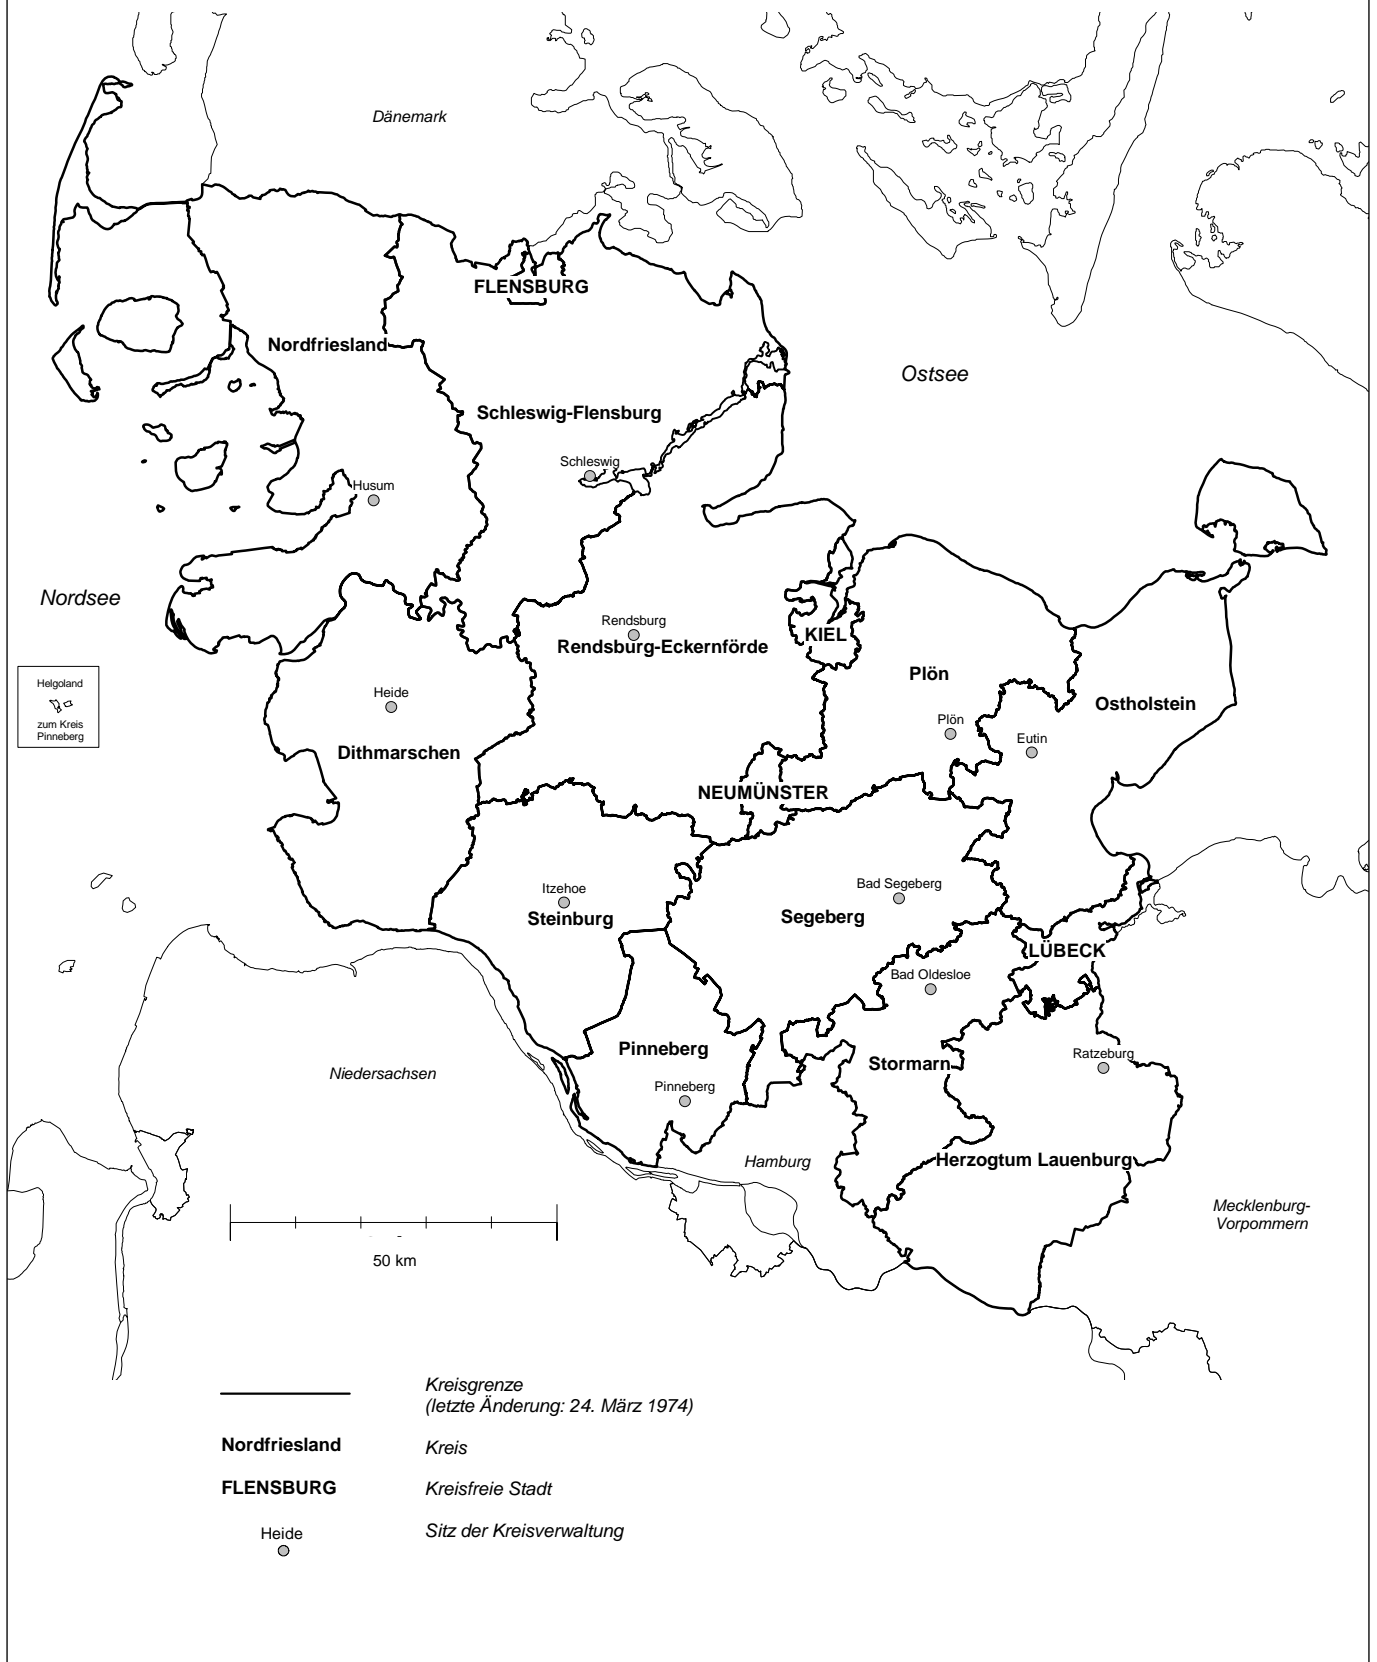 Dänemark
FLENSBURG
Nordfriesland
Ostsee
Schleswig-Flensburg
Schleswig
Husum
Nordsee
Rendsburg
KIEL
Rendsburg-Eckernförde
Plön
Helgoland
zum Kreis
Pinneberg
Heide
Ostholstein
Plön
Eutin
Dithmarschen
NEUMÜNSTER
Itzehoe
Bad Segeberg
Steinburg
Segeberg
LÜBECK
Bad Oldesloe
Pinneberg
Ratzeburg
Stormarn
Niedersachsen
Pinneberg
Hamburg
Herzogtum Lauenburg
Mecklenburg-
Vorpommern
50 km
Kreisgrenze
(letzte Änderung: 24. März 1974)
Nordfriesland Kreis
FLENSBURG Kreisfreie Stadt
Heide Sitz der Kreisverwaltung